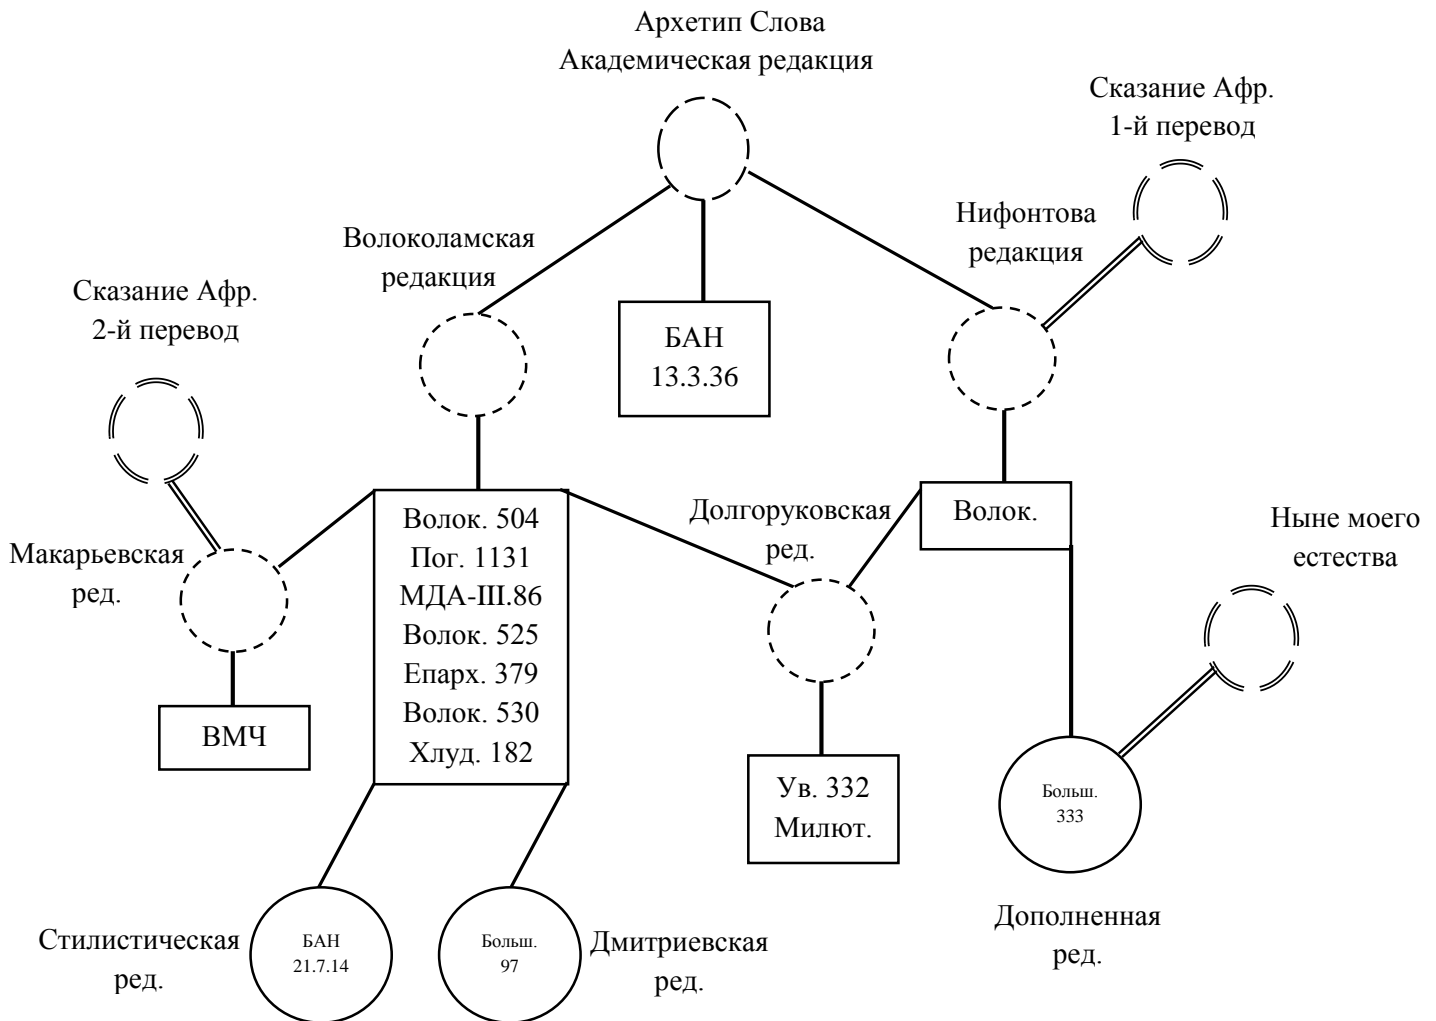 Архетип Слова
Академическая редакция
Сказание Афр.
1-й перевод
Нифонтова
редакция
Волоколамская
редакция
Сказание Афр.
2-й перевод
БАН
13.3.36
Волок. 504
Пог. 1131
МДА-III.86
Волок. 525
Епарх. 379
Волок. 530
Хлуд. 182
Долгоруковская
ред.
Волок.
Ныне моего
естества
Макарьевская
ред.
ВМЧ
Ув. 332
Милют.
Больш.
333
Дополненная
ред.
Стилистическая
ред.
БАН
21.7.14
Больш.
97
Дмитриевская
ред.